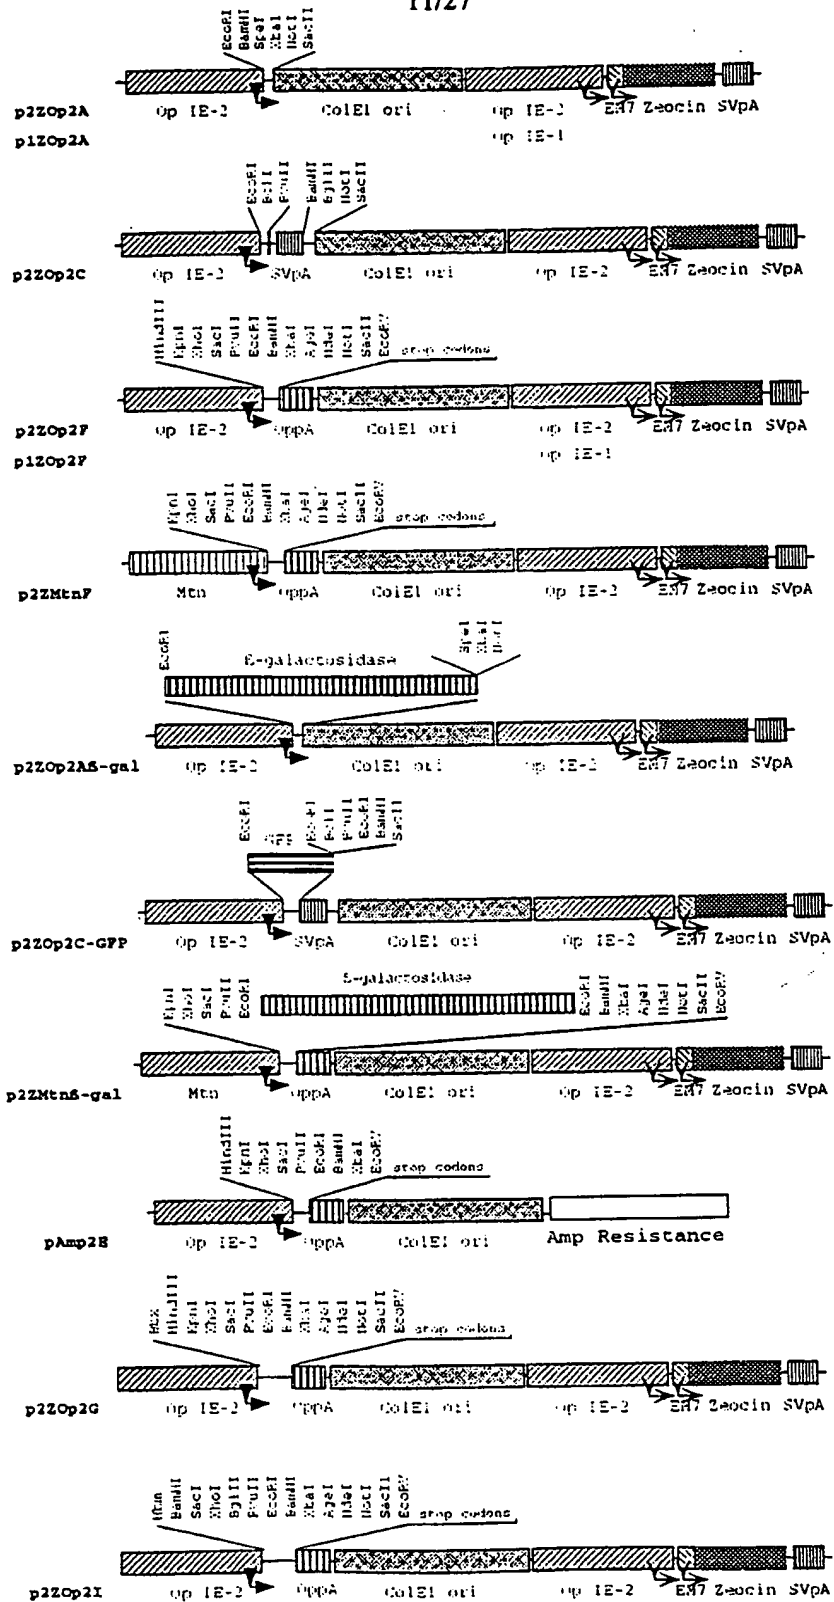 11/27
EcoRI BamHI SpeI XbaI NotI SacII
p2ZOp2A Op IE-2 ColE1 ori Op IE-2 EM7 Zeocin SVpA
p1ZOp2A Op IE-1
EcoRI BclI PvuII BamHI BglII NotI SacII
p2ZOp2C Op IE-2 SVpA ColE1 ori Op IE-2 EM7 Zeocin SVpA
HindIII KpnI XhoI SacI PvuII EcoRI BamHI XbaI AgeI NdeI NotI SacII EcoRV stop codons
p2ZOp2F Op IE-2 OppA ColE1 ori Op IE-2 EM7 Zeocin SVpA
p1ZOp2F Op IE-1
KpnI XhoI SacI PvuII EcoRI BamHI XbaI AgeI NdeI NotI SacII EcoRV stop codons
p2ZMtnF Mtn OppA ColE1 ori Op IE-2 EM7 Zeocin SVpA
EcoRI ß-galactosidase SpeI XbaI NotI
p2ZOp2Aß-gal Op IE-2 ColE1 ori Op IE-2 EM7 Zeocin SVpA
EcoRI GFP EcoRI BclI PvuII EcoRI BamHI SacII
p2ZOp2C-GFP Op IE-2 SVpA ColE1 ori Op IE-2 EM7 Zeocin SVpA
KpnI XhoI SacI PvuII EcoRI ß-galactosidase EcoRI BamHI XbaI AgeI NdeI NotI SacII EcoRV
p2ZMtnß-gal Mtn OppA ColE1 ori Op IE-2 EM7 Zeocin SVpA
HindIII KpnI XhoI SacI PvuII EcoRI BamHI XbaI EcoRV stop codons
pAmp2E Op IE-2 OppA ColE1 ori Amp Resistance
HindIII KpnI XhoI SacI PvuII EcoRI BamHI XbaI AgeI NdeI NotI SacII EcoRV stop codons
p2ZOp2G Op IE-2 OppA ColE1 ori Op IE-2 EM7 Zeocin SVpA
BamHI SacI XhoI BglII PvuII EcoRI BamHI XbaI AgeI NdeI NotI SacII EcoRV stop codons
p2ZOp2I Op IE-2 OppA ColE1 ori Op IE-2 EM7 Zeocin SVpA